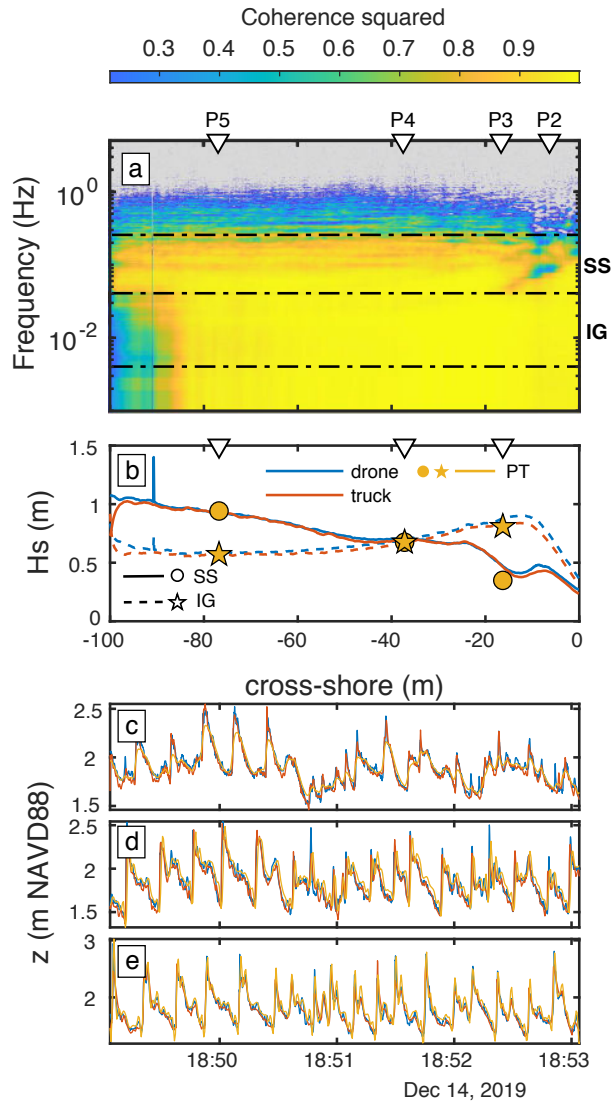 Coherence squared
0.3 0.4 0.5 0.6 0.7 0.8 0.9
P5 P4 P3 P2
a
Frequency (Hz)
10^0
10^-2
SS
IG
b
Hs (m)
1.5
1
0.5
0
drone
truck
PT
SS
IG
-100 -80 -60 -40 -20 0
cross-shore (m)
z (m NAVD88)
c
2.5
2
1.5
d
2.5
2
1.5
e
3
2
18:50 18:51 18:52 18:53
Dec 14, 2019